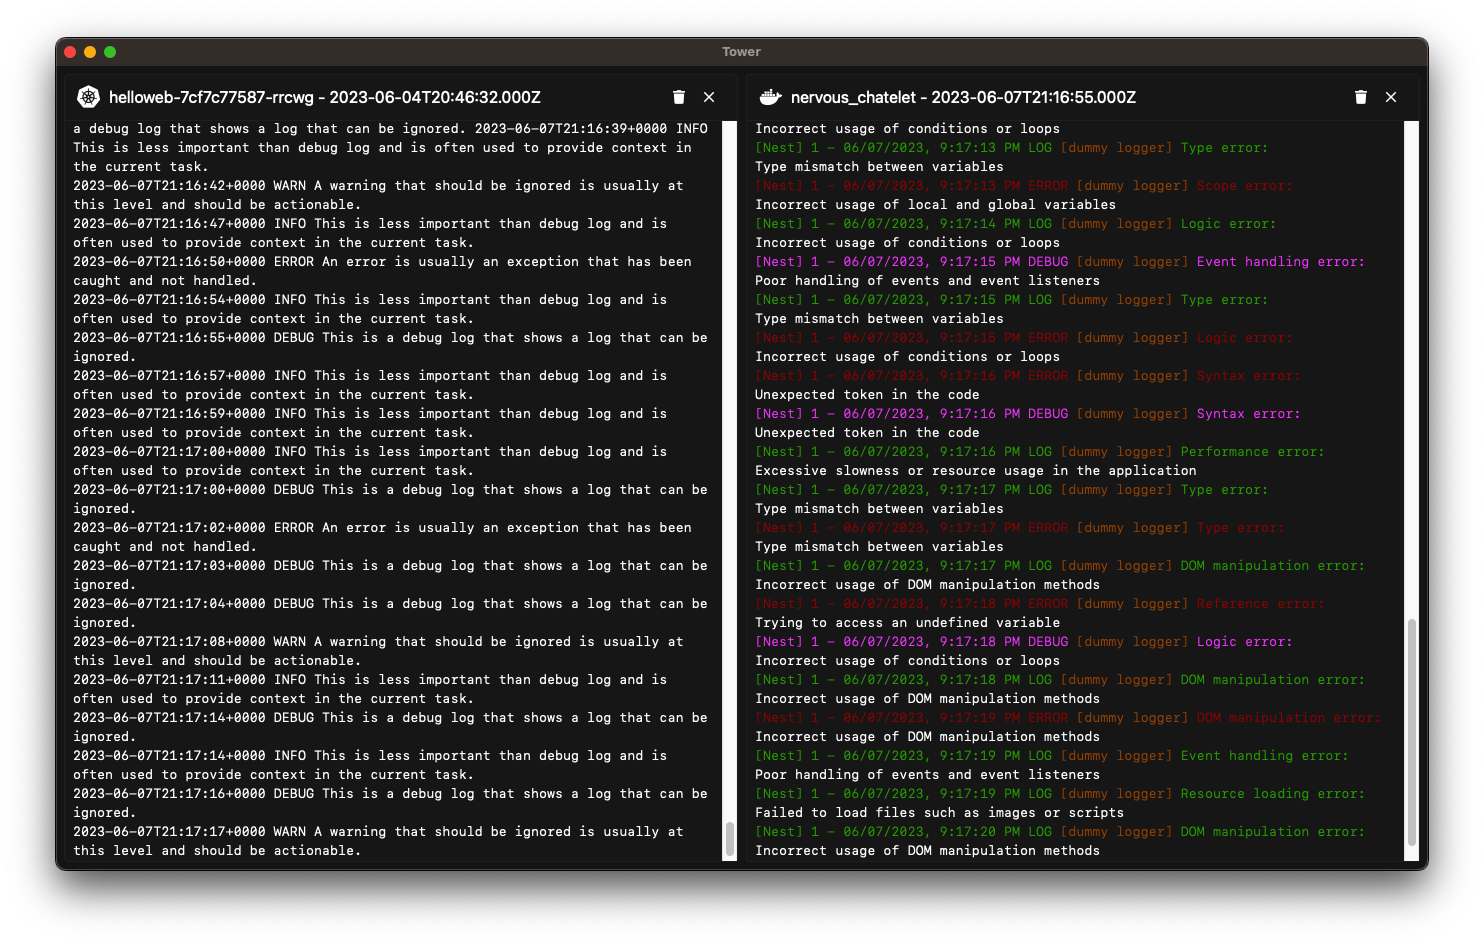 Tower
helloweb-7cf7c77587-rrcwg - 2023-06-04T20:46:32.000Z
a debug log that shows a log that can be ignored. 2023-06-07T21:16:39+0000 INFO
This is less important than debug log and is often used to provide context in
the current task.
2023-06-07T21:16:42+0000 WARN A warning that should be ignored is usually at
this level and should be actionable.
2023-06-07T21:16:47+0000 INFO This is less important than debug log and is
often used to provide context in the current task.
2023-06-07T21:16:50+0000 ERROR An error is usually an exception that has been
caught and not handled.
2023-06-07T21:16:54+0000 INFO This is less important than debug log and is
often used to provide context in the current task.
2023-06-07T21:16:55+0000 DEBUG This is a debug log that shows a log that can be
ignored.
2023-06-07T21:16:57+0000 INFO This is less important than debug log and is
often used to provide context in the current task.
2023-06-07T21:16:59+0000 INFO This is less important than debug log and is
often used to provide context in the current task.
2023-06-07T21:17:00+0000 INFO This is less important than debug log and is
often used to provide context in the current task.
2023-06-07T21:17:00+0000 DEBUG This is a debug log that shows a log that can be
ignored.
2023-06-07T21:17:02+0000 ERROR An error is usually an exception that has been
caught and not handled.
2023-06-07T21:17:03+0000 DEBUG This is a debug log that shows a log that can be
ignored.
2023-06-07T21:17:04+0000 DEBUG This is a debug log that shows a log that can be
ignored.
2023-06-07T21:17:08+0000 WARN A warning that should be ignored is usually at
this level and should be actionable.
2023-06-07T21:17:11+0000 INFO This is less important than debug log and is
often used to provide context in the current task.
2023-06-07T21:17:14+0000 DEBUG This is a debug log that shows a log that can be
ignored.
2023-06-07T21:17:14+0000 INFO This is less important than debug log and is
often used to provide context in the current task.
2023-06-07T21:17:16+0000 DEBUG This is a debug log that shows a log that can be
ignored.
2023-06-07T21:17:17+0000 WARN A warning that should be ignored is usually at
this level and should be actionable.
nervous_chatelet - 2023-06-07T21:16:55.000Z
Incorrect usage of conditions or loops
[Nest] 1 - 06/07/2023, 9:17:13 PM LOG [dummy logger] Type error:
Type mismatch between variables
[Nest] 1 - 06/07/2023, 9:17:13 PM ERROR [dummy logger] Scope error:
Incorrect usage of local and global variables
[Nest] 1 - 06/07/2023, 9:17:14 PM LOG [dummy logger] Logic error:
Incorrect usage of conditions or loops
[Nest] 1 - 06/07/2023, 9:17:15 PM DEBUG [dummy logger] Event handling error:
Poor handling of events and event listeners
[Nest] 1 - 06/07/2023, 9:17:15 PM LOG [dummy logger] Type error:
Type mismatch between variables
[Nest] 1 - 06/07/2023, 9:17:15 PM ERROR [dummy logger] Logic error:
Incorrect usage of conditions or loops
[Nest] 1 - 06/07/2023, 9:17:16 PM ERROR [dummy logger] Syntax error:
Unexpected token in the code
[Nest] 1 - 06/07/2023, 9:17:16 PM DEBUG [dummy logger] Syntax error:
Unexpected token in the code
[Nest] 1 - 06/07/2023, 9:17:16 PM LOG [dummy logger] Performance error:
Excessive slowness or resource usage in the application
[Nest] 1 - 06/07/2023, 9:17:17 PM LOG [dummy logger] Type error:
Type mismatch between variables
[Nest] 1 - 06/07/2023, 9:17:17 PM ERROR [dummy logger] Type error:
Type mismatch between variables
[Nest] 1 - 06/07/2023, 9:17:17 PM LOG [dummy logger] DOM manipulation error:
Incorrect usage of DOM manipulation methods
[Nest] 1 - 06/07/2023, 9:17:18 PM ERROR [dummy logger] Reference error:
Trying to access an undefined variable
[Nest] 1 - 06/07/2023, 9:17:18 PM DEBUG [dummy logger] Logic error:
Incorrect usage of conditions or loops
[Nest] 1 - 06/07/2023, 9:17:18 PM LOG [dummy logger] DOM manipulation error:
Incorrect usage of DOM manipulation methods
[Nest] 1 - 06/07/2023, 9:17:19 PM ERROR [dummy logger] DOM manipulation error:
Incorrect usage of DOM manipulation methods
[Nest] 1 - 06/07/2023, 9:17:19 PM LOG [dummy logger] Event handling error:
Poor handling of events and event listeners
[Nest] 1 - 06/07/2023, 9:17:19 PM LOG [dummy logger] Resource loading error:
Failed to load files such as images or scripts
[Nest] 1 - 06/07/2023, 9:17:20 PM LOG [dummy logger] DOM manipulation error:
Incorrect usage of DOM manipulation methods